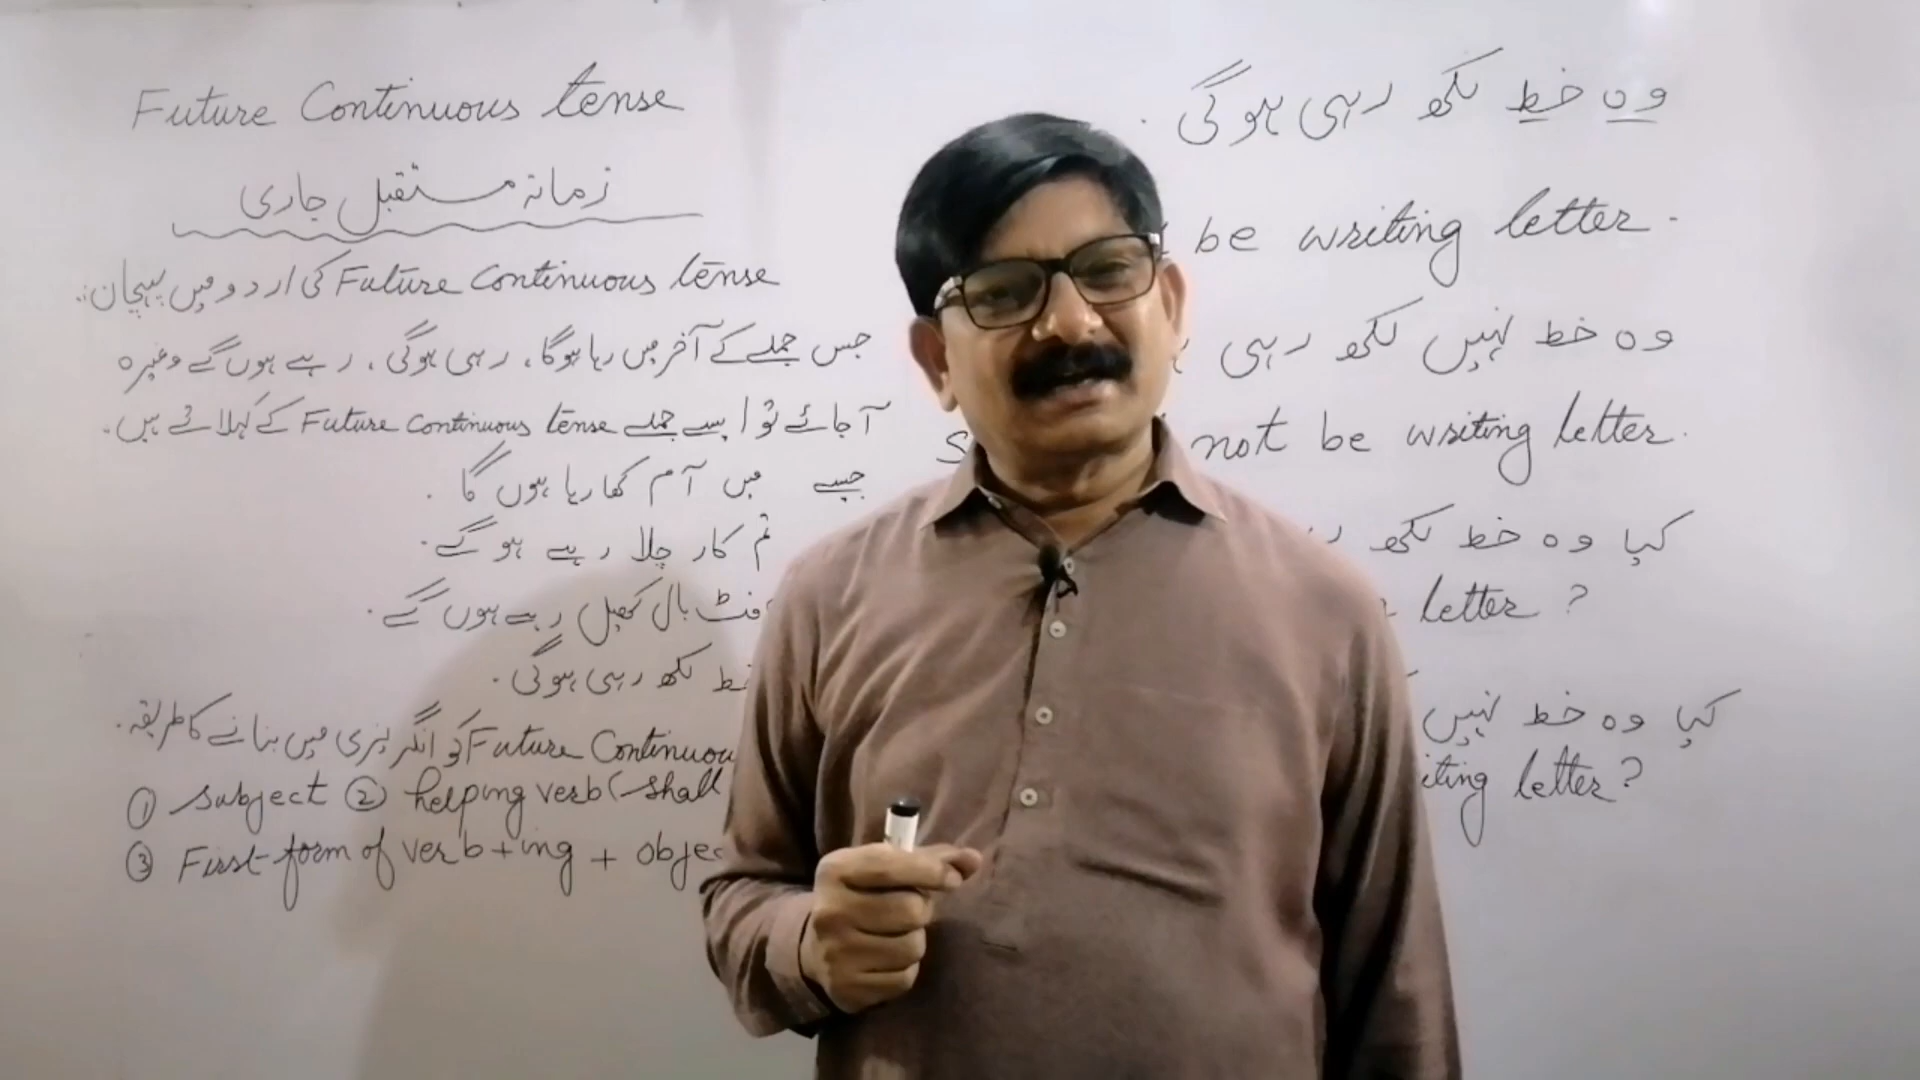 Future Continuous tense
زمانہ مستقبل جاری
Future Continuous tense کی اردو میں پہچان:
جس جملے کے آخر میں رہا ہوگا، رہی ہوگی، رہے ہوں گے وغیرہ
آجائے تو ایسے جملے Future Continuous tense کے کہلاتے ہیں۔
جیسے میں آم کھا رہا ہوں گا۔
تم کار چلا رہے ہو گے۔
فٹ بال کھیل رہے ہوں گے۔
خط لکھ رہی ہوگی۔
Future Continuous کو انگریزی میں بنانے کا طریقہ۔
① subject ② helping verb (shall
③ First form of verb + ing +
وہ خط لکھ رہی ہوگی۔
be writing letter.
وہ خط نہیں لکھ رہی
not be writing letter.
کیا وہ خط لکھ
letter ?
کیا وہ خط نہیں
letter?